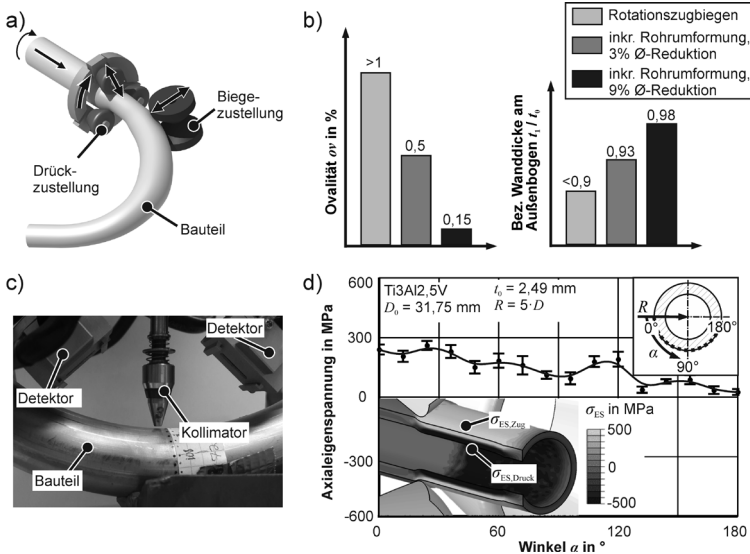 a)
Biege-
zustellung
Drück-
zustellung
Bauteil
b)
Rotationszugbiegen
inkr. Rohrumformung,
3% Ø-Reduktion
inkr. Rohrumformung,
9% Ø-Reduktion
Ovalität ov in %
>1
0,5
0,15
Bez. Wanddicke am
Außenbogen t₁ / t₀
<0,9
0,93
0,98
c)
Detektor
Detektor
Kollimator
Bauteil
d)
Axialeigenspannung in MPa
600
300
0
-300
-600
Ti3Al2,5V
t₀ = 2,49 mm
D₀ = 31,75 mm
R = 5·D
R
0°
180°
α
90°
σES,Zug
σES,Druck
σES in MPa
500
0
-500
0
60
120
180
Winkel α in °